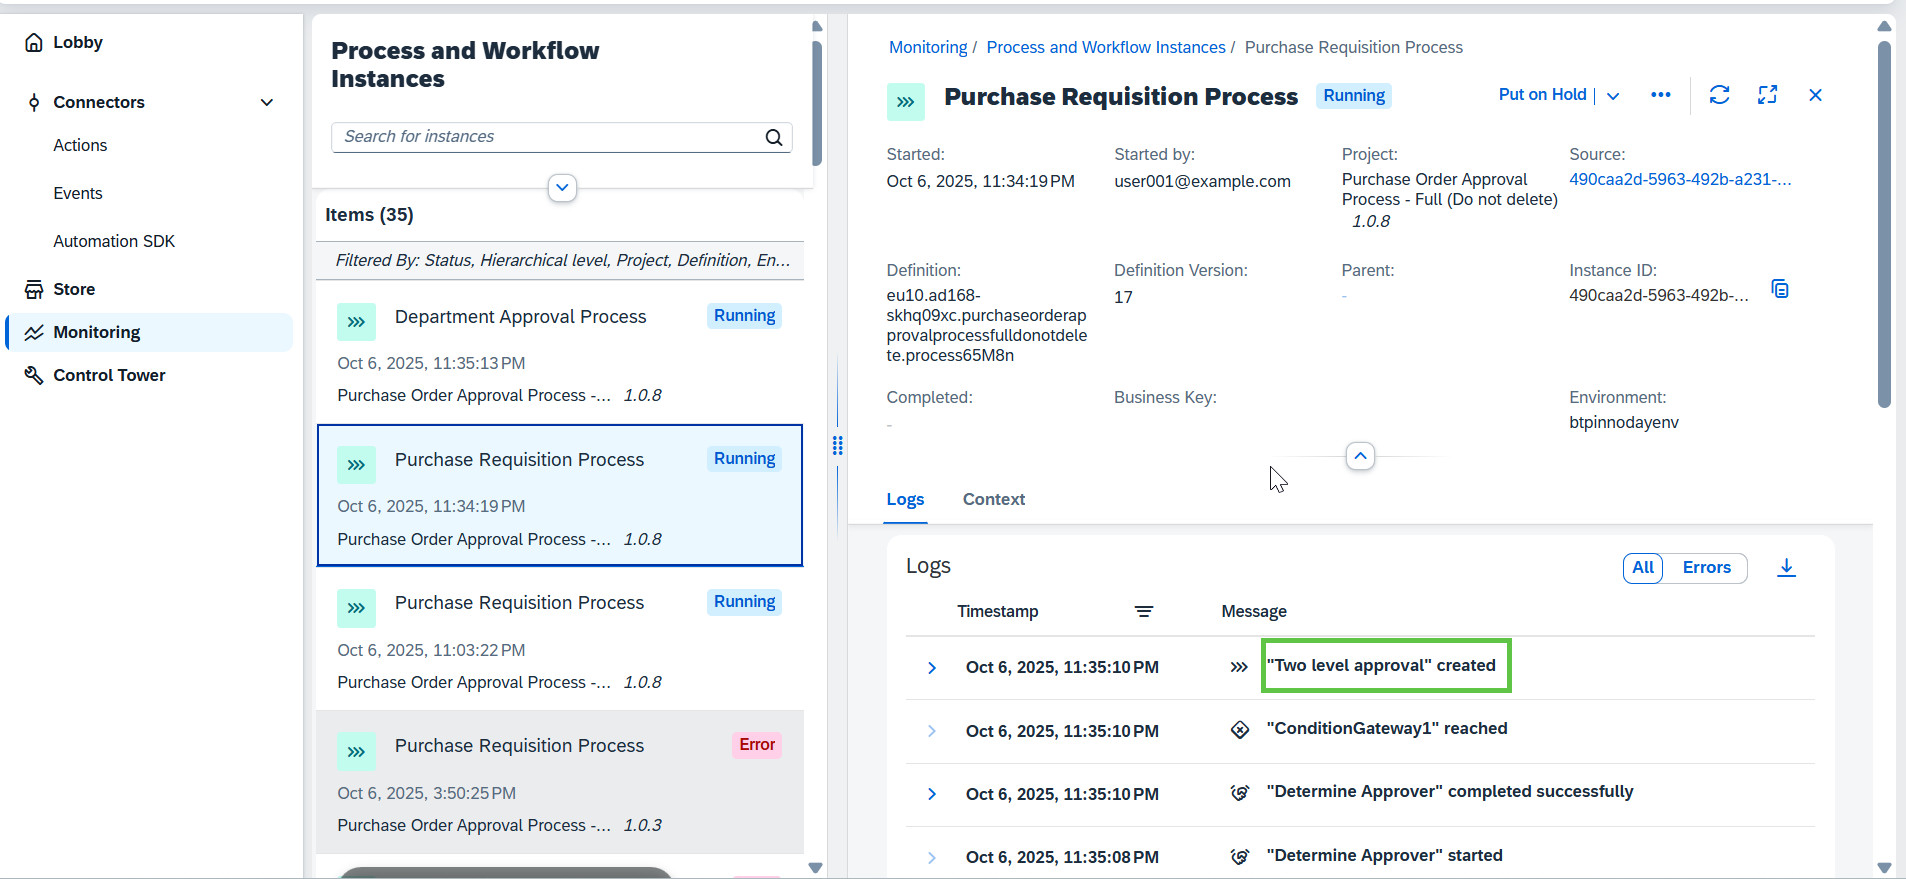 Lobby
Connectors
Actions
Events
Automation SDK
Store
Monitoring
Control Tower
Process and Workflow
Instances
Search for instances
Items (35)
Filtered By: Status, Hierarchical level, Project, Definition, En...
Department Approval Process
Running
Oct 6, 2025, 11:35:13 PM
Purchase Order Approval Process -... 1.0.8
Purchase Requisition Process
Running
Oct 6, 2025, 11:34:19 PM
Purchase Order Approval Process -... 1.0.8
Purchase Requisition Process
Running
Oct 6, 2025, 11:03:22 PM
Purchase Order Approval Process -... 1.0.8
Purchase Requisition Process
Error
Oct 6, 2025, 3:50:25 PM
Purchase Order Approval Process -... 1.0.3
Monitoring / Process and Workflow Instances / Purchase Requisition Process
Purchase Requisition Process
Running
Put on Hold
Started:
Oct 6, 2025, 11:34:19 PM
Started by:
user001@example.com
Project:
Purchase Order Approval
Process - Full (Do not delete)
1.0.8
Source:
490caa2d-5963-492b-a231-...
Definition:
eu10.ad168-
skhq09xc.purchaseorderap
provalprocessfulldonotdele
te.process65M8n
Definition Version:
17
Parent:
-
Instance ID:
490caa2d-5963-492b-...
Completed:
-
Business Key:
Environment:
btpinnodayenv
Logs
Context
Logs
All
Errors
Timestamp
Message
Oct 6, 2025, 11:35:10 PM
"Two level approval" created
Oct 6, 2025, 11:35:10 PM
"ConditionGateway1" reached
Oct 6, 2025, 11:35:10 PM
"Determine Approver" completed successfully
Oct 6, 2025, 11:35:08 PM
"Determine Approver" started